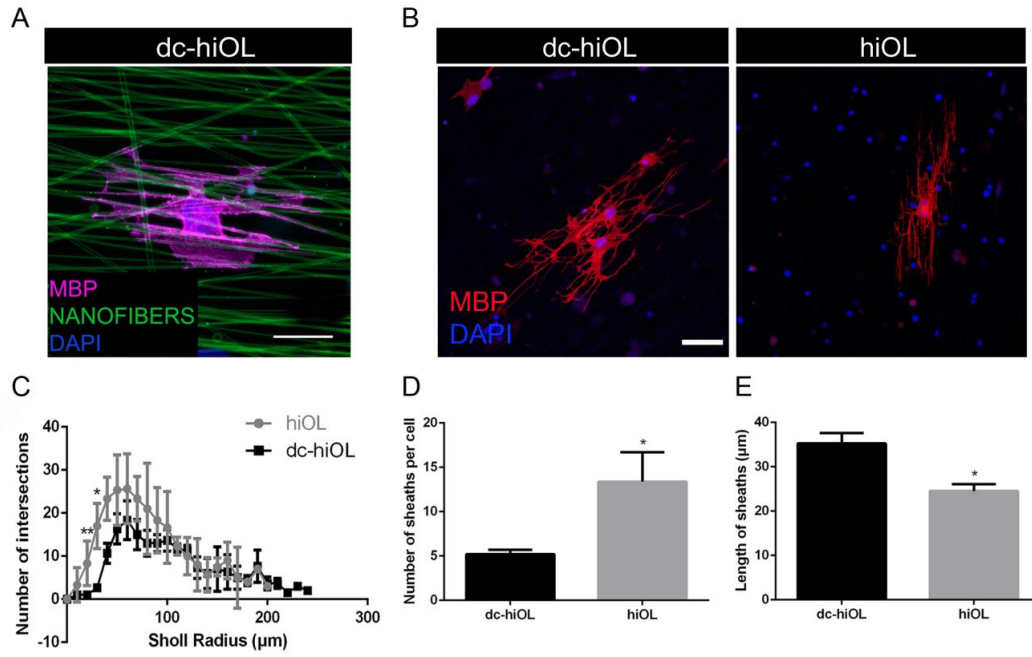 A
dc-hiOL
MBP
NANOFIBERS
DAPI
B
dc-hiOL
hiOL
MBP
DAPI
C
Number of intersections
40
30
20
10
0
-10
**
*
hiOL
dc-hiOL
100
200
300
Sholl Radius (μm)
D
Number of sheaths per cell
20
15
10
5
0
*
dc-hiOL
hiOL
E
Length of sheaths (μm)
40
30
20
10
0
*
dc-hiOL
hiOL